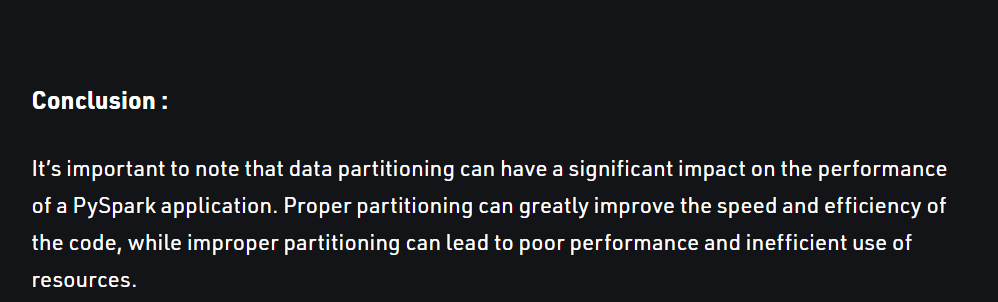 Conclusion :
It’s important to note that data partitioning can have a significant impact on the performance
of a PySpark application. Proper partitioning can greatly improve the speed and efficiency of
the code, while improper partitioning can lead to poor performance and inefficient use of
resources.